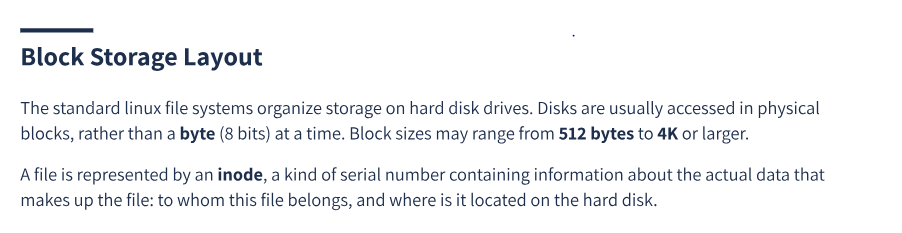 Block Storage Layout
The standard linux file systems organize storage on hard disk drives. Disks are usually accessed in physical
blocks, rather than a byte (8 bits) at a time. Block sizes may range from 512 bytes to 4K or larger.
A file is represented by an inode, a kind of serial number containing information about the actual data that
makes up the file: to whom this file belongs, and where is it located on the hard disk.